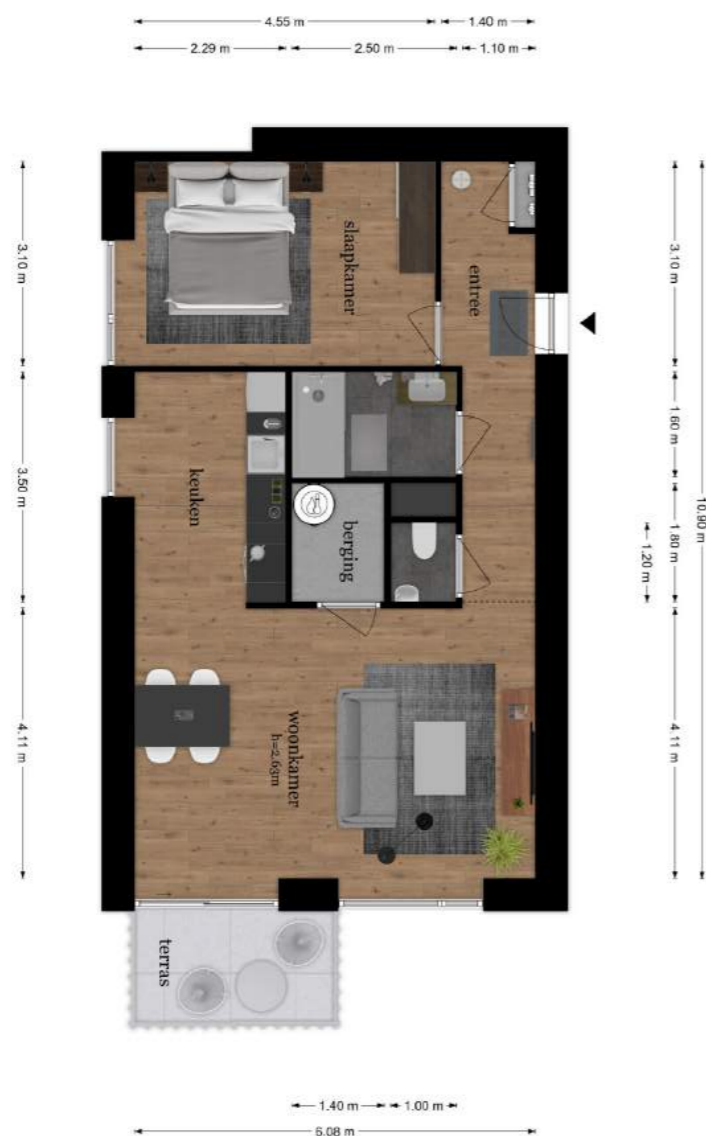 4.55 m
1.40 m
2.29 m
2.50 m
1.10 m
3.10 m
3.50 m
4.11 m
slaapkamer
entree
keuken
berging
woonkamer
h=2.63m
terras
3.10 m
1.60 m
1.80 m
1.20 m
4.11 m
10.90 m
1.40 m
1.00 m
6.08 m